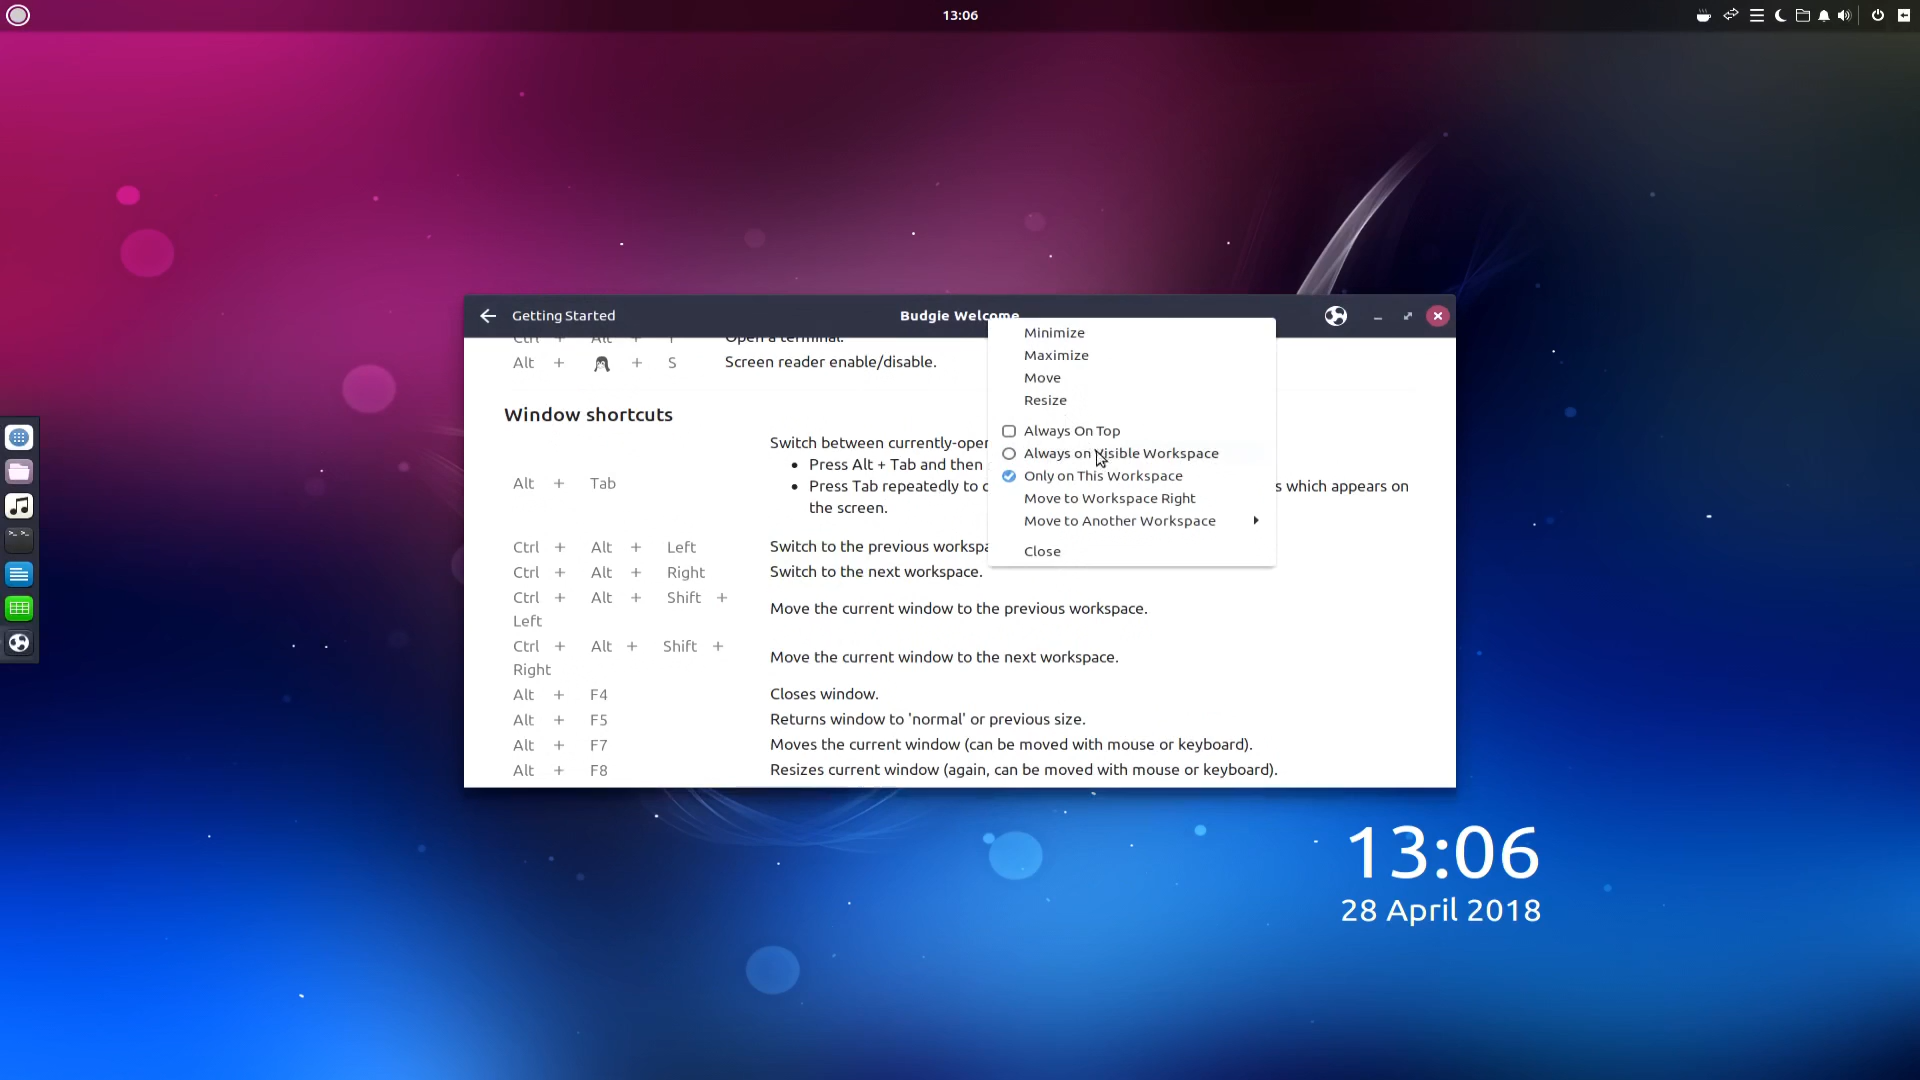 13:06
Getting Started Budgie Welcome
Ctrl + Alt + T Open a terminal.
Alt + + S Screen reader enable/disable.
Window shortcuts
Alt + Tab
Switch between currently-open
• Press Alt + Tab and then
• Press Tab repeatedly to
s which appears on
the screen.
Ctrl + Alt + Left Switch to the previous
Ctrl + Alt + Right Switch to the next workspace.
Ctrl + Alt + Shift +
Left
Move the current window to the previous workspace.
Ctrl + Alt + Shift +
Right
Move the current window to the next workspace.
Alt + F4 Closes window.
Alt + F5 Returns window to 'normal' or previous size.
Alt + F7 Moves the current window (can be moved with mouse or keyboard).
Alt + F8 Resizes current window (again, can be moved with mouse or keyboard).
Minimize
Maximize
Move
Resize
Always On Top
Always on Visible Workspace
Only on This Workspace
Move to Workspace Right
Move to Another Workspace
Close
13:06
28 April 2018